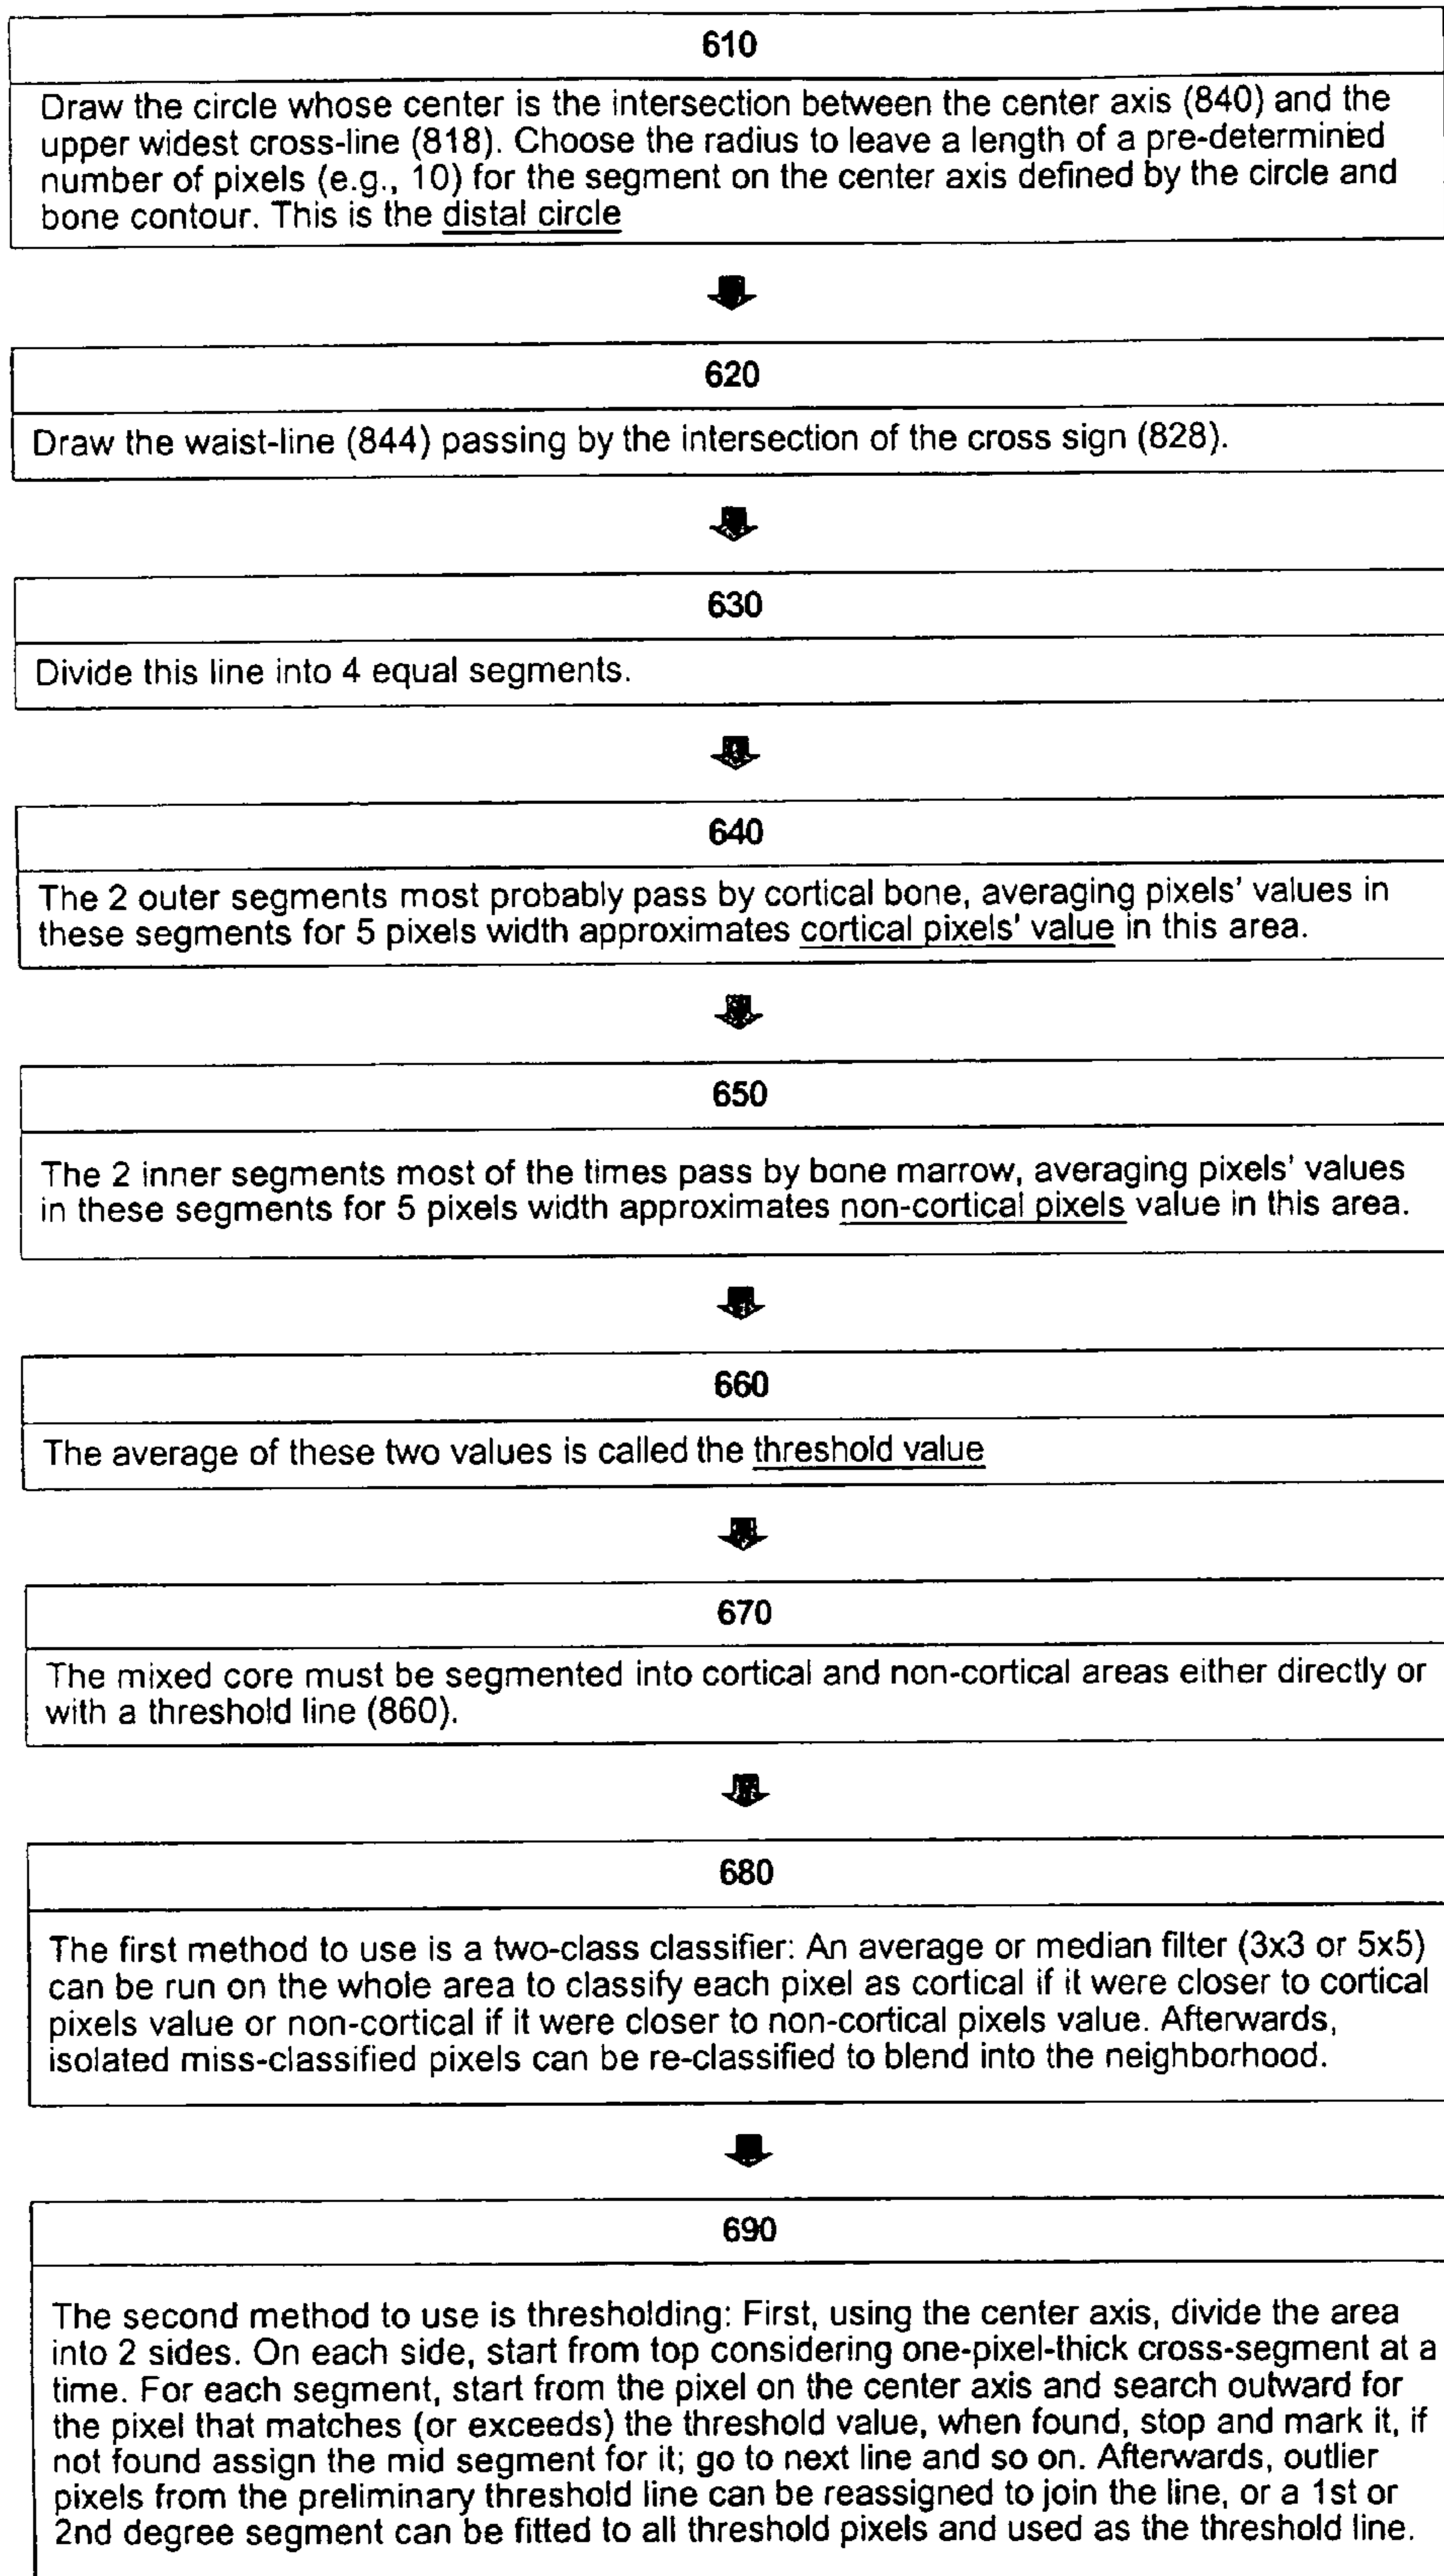 610
Draw the circle whose center is the intersection between the center axis (840) and the
upper widest cross-line (818). Choose the radius to leave a length of a pre-determined
number of pixels (e.g., 10) for the segment on the center axis defined by the circle and
bone contour. This is the distal circle
620
Draw the waist-line (844) passing by the intersection of the cross sign (828).
630
Divide this line into 4 equal segments.
640
The 2 outer segments most probably pass by cortical bone, averaging pixels' values in
these segments for 5 pixels width approximates cortical pixels' value in this area.
650
The 2 inner segments most of the times pass by bone marrow, averaging pixels' values
in these segments for 5 pixels width approximates non-cortical pixels value in this area.
660
The average of these two values is called the threshold value
670
The mixed core must be segmented into cortical and non-cortical areas either directly or
with a threshold line (860).
680
The first method to use is a two-class classifier: An average or median filter (3x3 or 5x5)
can be run on the whole area to classify each pixel as cortical if it were closer to cortical
pixels value or non-cortical if it were closer to non-cortical pixels value. Afterwards,
isolated miss-classified pixels can be re-classified to blend into the neighborhood.
690
The second method to use is thresholding: First, using the center axis, divide the area
into 2 sides. On each side, start from top considering one-pixel-thick cross-segment at a
time. For each segment, start from the pixel on the center axis and search outward for
the pixel that matches (or exceeds) the threshold value, when found, stop and mark it, if
not found assign the mid segment for it; go to next line and so on. Afterwards, outlier
pixels from the preliminary threshold line can be reassigned to join the line, or a 1st or
2nd degree segment can be fitted to all threshold pixels and used as the threshold line.